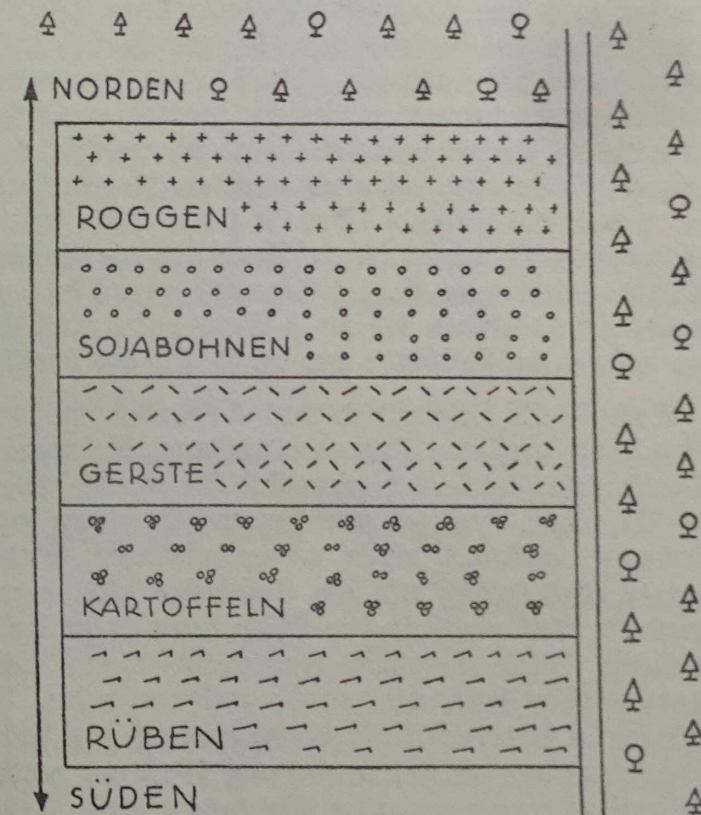 NORDEN
ROGGEN
SOJABOHNEN
GERSTE
KARTOFFELN
RÜBEN
SÜDEN